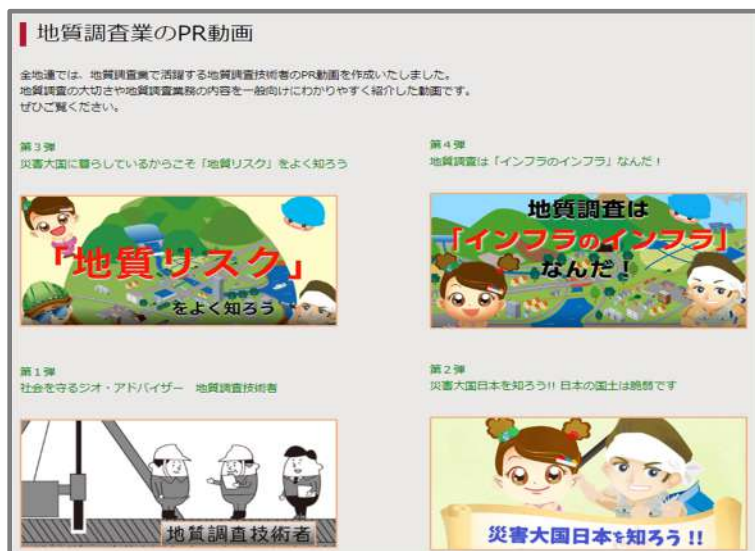 地質調査業のPR動画
全地連では、地質調査業で活躍する地質調査技術者のPR動画を作成いたしました。
地質調査の大切さや地質調査業務の内容を一般向けにわかりやすく紹介した動画です。
ぜひご覧ください。
第3弾
災害大国に暮らしているからこそ「地質リスク」をよく知ろう
「地質リスク」
をよく知ろう
第4弾
地質調査は「インフラのインフラ」なんだ！
地質調査は
「インフラのインフラ」
なんだ！
第1弾
社会を守るジオ・アドバイザー　地質調査技術者
地質調査技術者
第2弾
災害大国日本を知ろう!! 日本の国土は脆弱です
災害大国日本を知ろう!!